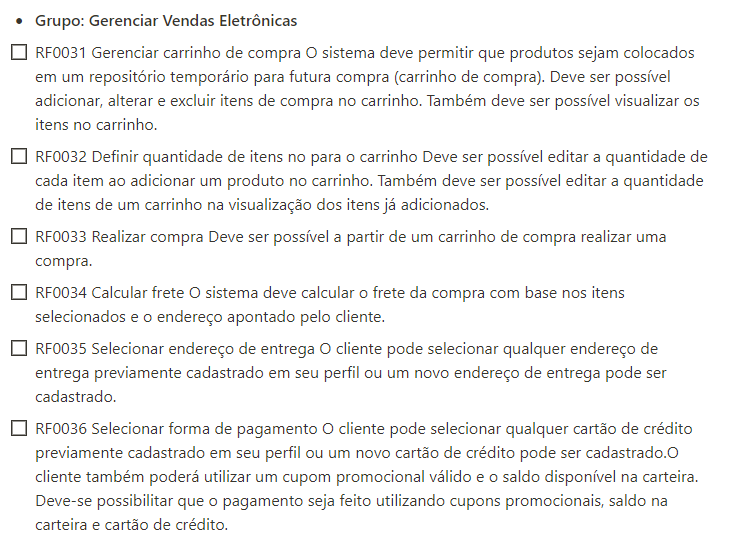 Grupo: Gerenciar Vendas Eletrônicas
RF0031 Gerenciar carrinho de compra O sistema deve permitir que produtos sejam colocados
em um repositório temporário para futura compra (carrinho de compra). Deve ser possível
adicionar, alterar e excluir itens de compra no carrinho. Também deve ser possível visualizar os
itens no carrinho.
RF0032 Definir quantidade de itens no para o carrinho Deve ser possível editar a quantidade de
cada item ao adicionar um produto no carrinho. Também deve ser possível editar a quantidade
de itens de um carrinho na visualização dos itens já adicionados.
RF0033 Realizar compra Deve ser possível a partir de um carrinho de compra realizar uma
compra.
RF0034 Calcular frete O sistema deve calcular o frete da compra com base nos itens
selecionados e o endereço apontado pelo cliente.
RF0035 Selecionar endereço de entrega O cliente pode selecionar qualquer endereço de
entrega previamente cadastrado em seu perfil ou um novo endereço de entrega pode ser
cadastrado.
RF0036 Selecionar forma de pagamento O cliente pode selecionar qualquer cartão de crédito
previamente cadastrado em seu perfil ou um novo cartão de crédito pode ser cadastrado.O
cliente também poderá utilizar um cupom promocional válido e o saldo disponível na carteira.
Deve-se possibilitar que o pagamento seja feito utilizando cupons promocionais, saldo na
carteira e cartão de crédito.